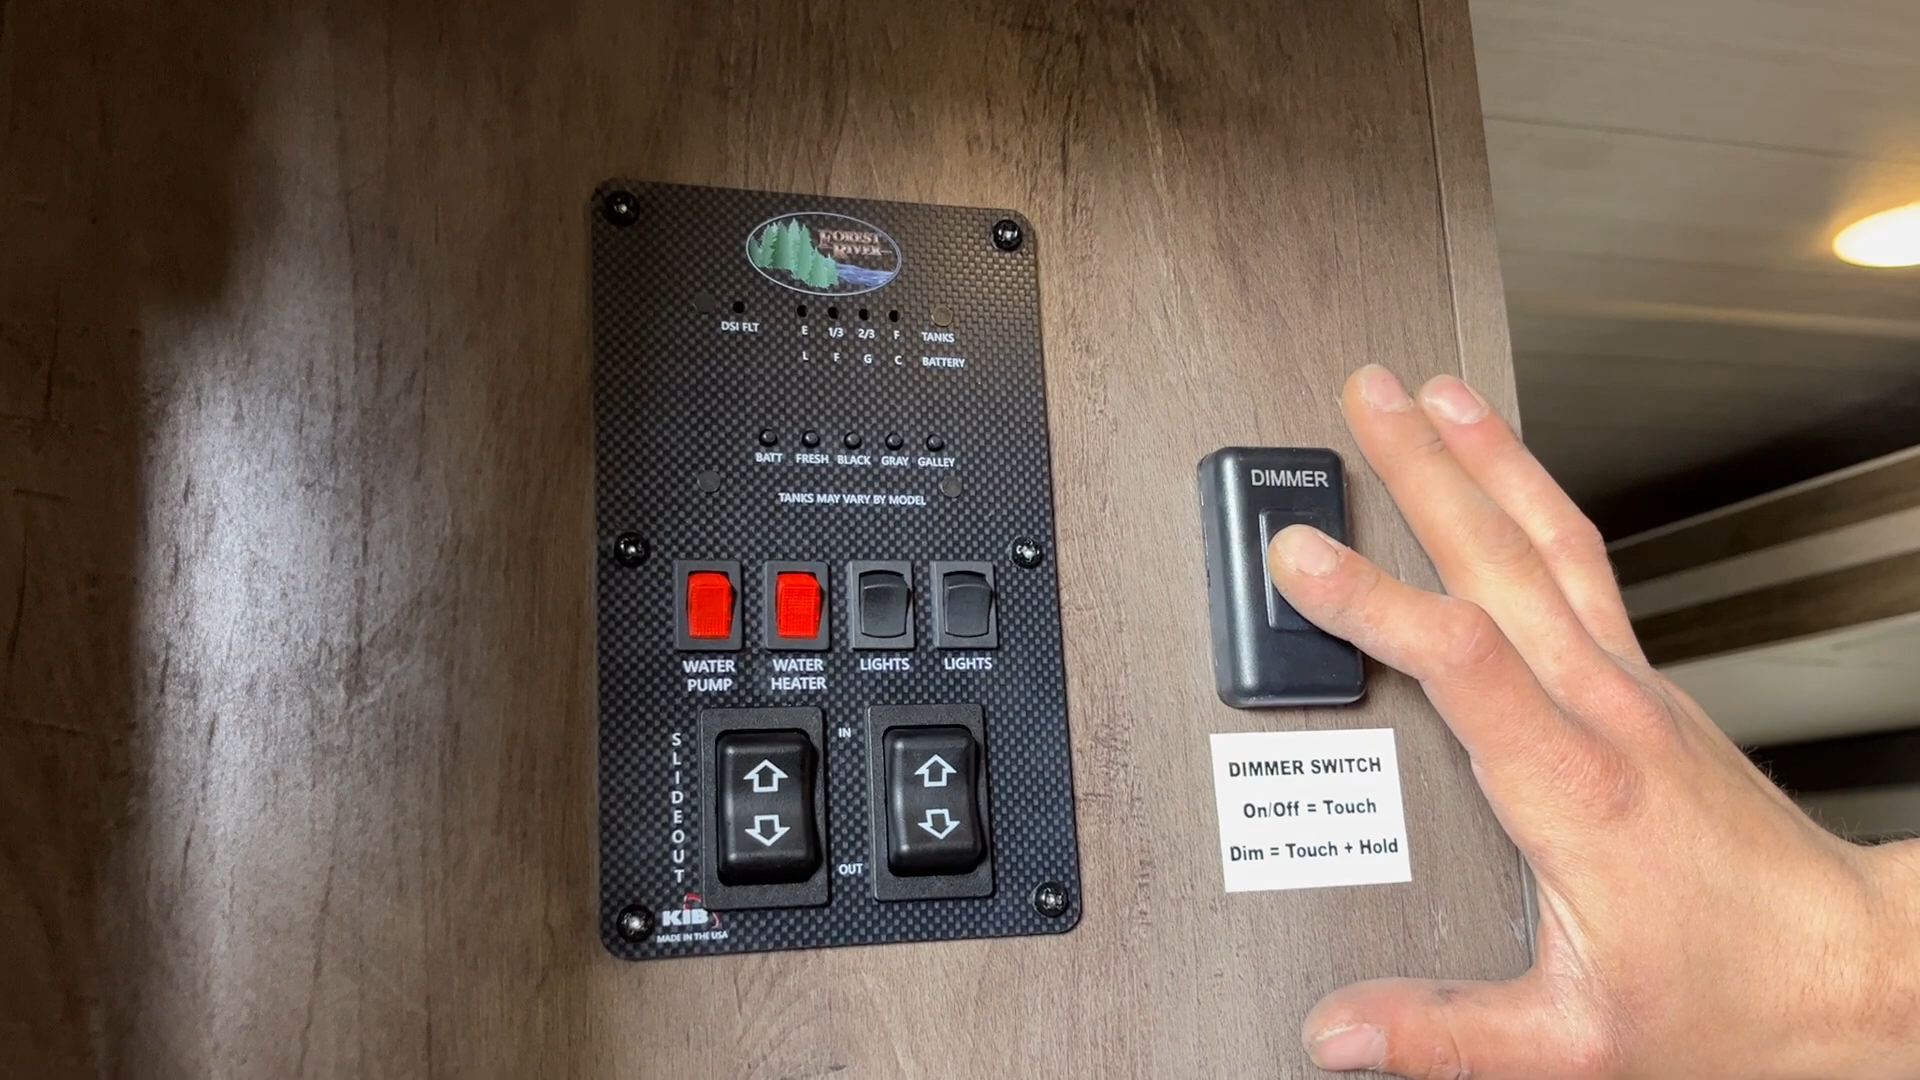 FOREST
RIVER
DSI FLT
E 1/3 2/3 F TANKS
L F G C BATTERY
BATT FRESH BLACK GRAY GALLEY
TANKS MAY VARY BY MODEL
WATER PUMP
WATER HEATER
LIGHTS
LIGHTS
SLIDEOUT
IN
OUT
KIB
MADE IN THE USA
DIMMER
DIMMER SWITCH
On/Off = Touch
Dim = Touch + Hold